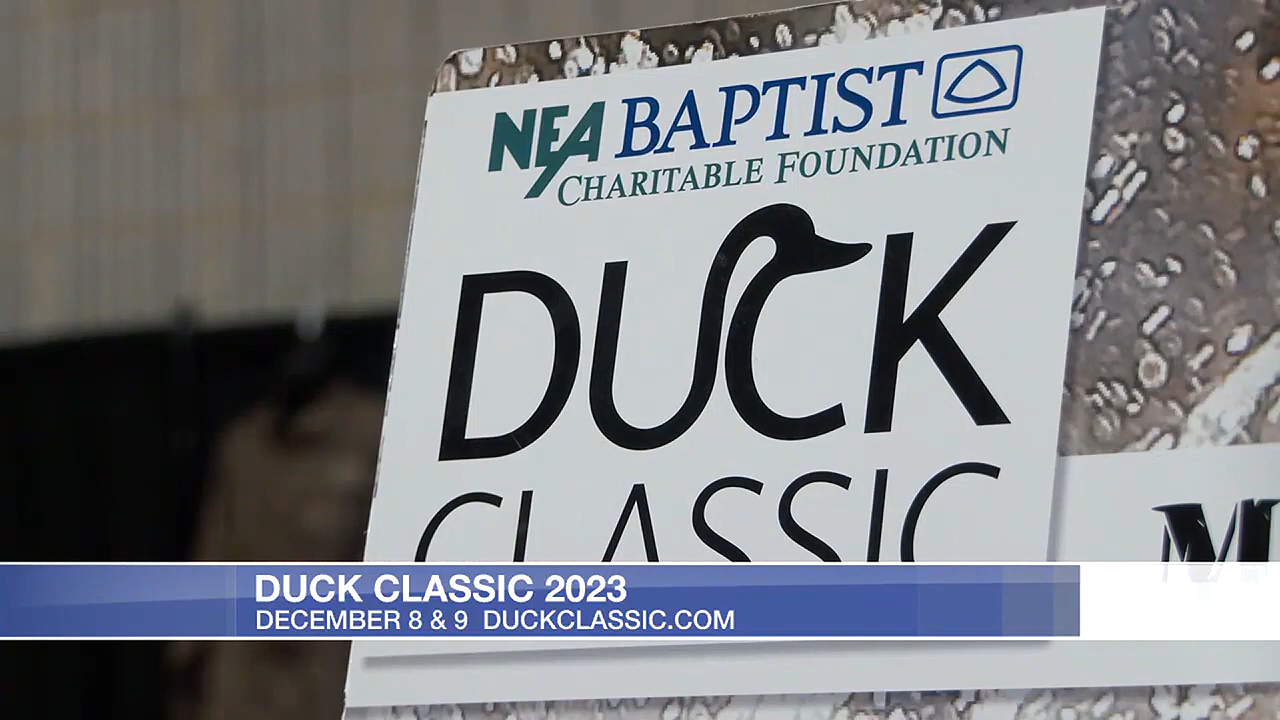 NEA BAPTIST
CHARITABLE FOUNDATION
DUCK
CLASSIC
M
DUCK CLASSIC 2023
DECEMBER 8 & 9 DUCKCLASSIC.COM